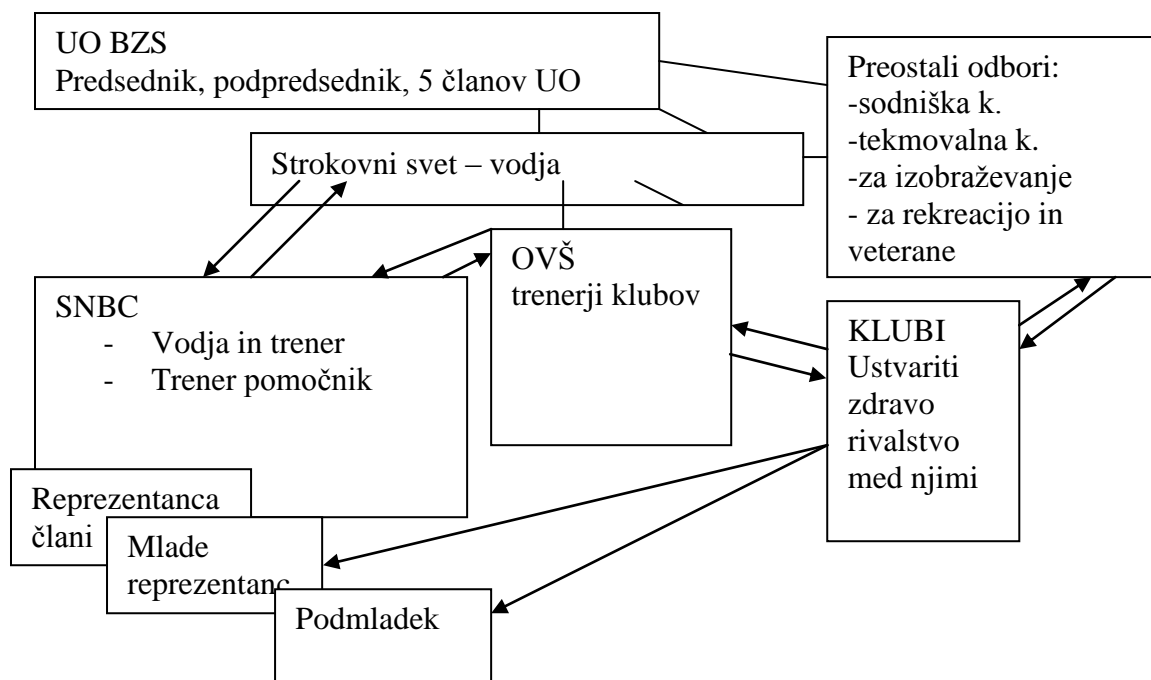 UO BZS
Predsednik, podpredsednik, 5 članov UO
Preostali odbori:
-sodniška k.
-tekmovalna k.
-za izobraževanje
- za rekreacijo in
veterane
Strokovni svet – vodja
OVŠ
trenerji klubov
SNBC
- Vodja in trener
- Trener pomočnik
KLUBI
Ustvariti
zdravo
rivalstvo
med njimi
Reprezentanca
člani
Mlade
reprezentanc
Podmladek